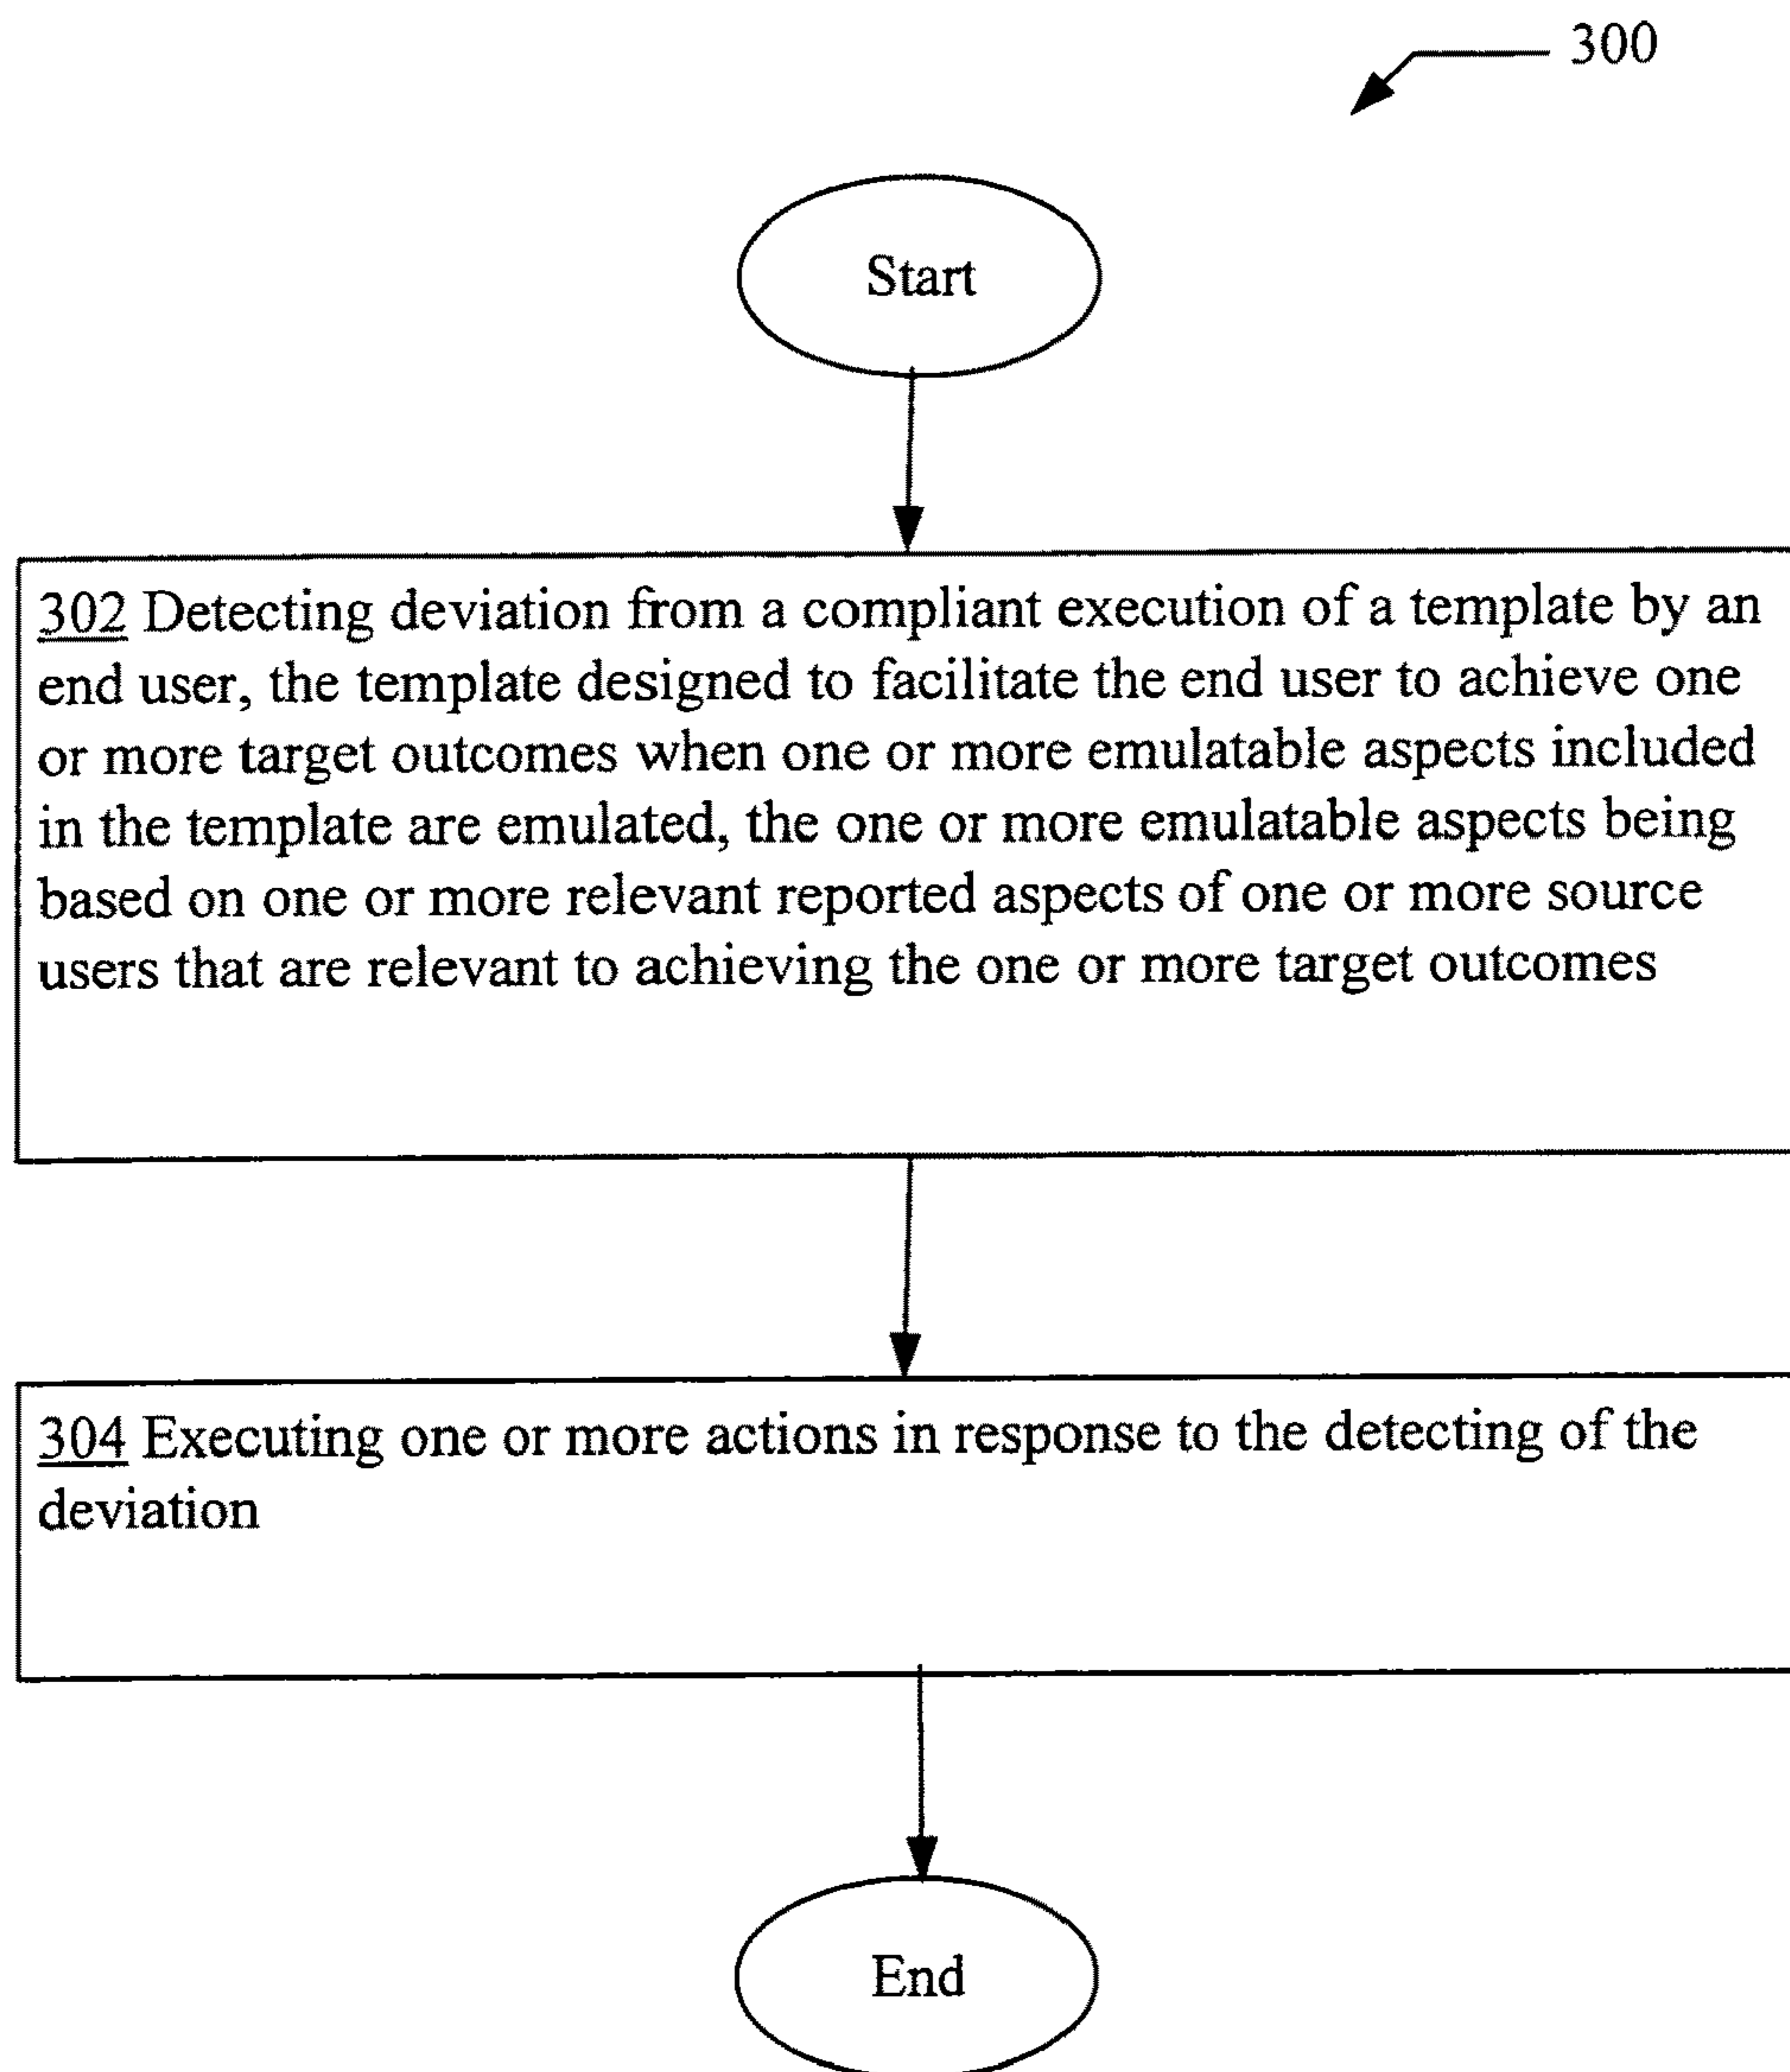 300
Start
302 Detecting deviation from a compliant execution of a template by an
end user, the template designed to facilitate the end user to achieve one
or more target outcomes when one or more emulatable aspects included
in the template are emulated, the one or more emulatable aspects being
based on one or more relevant reported aspects of one or more source
users that are relevant to achieving the one or more target outcomes
304 Executing one or more actions in response to the detecting of the
deviation
End